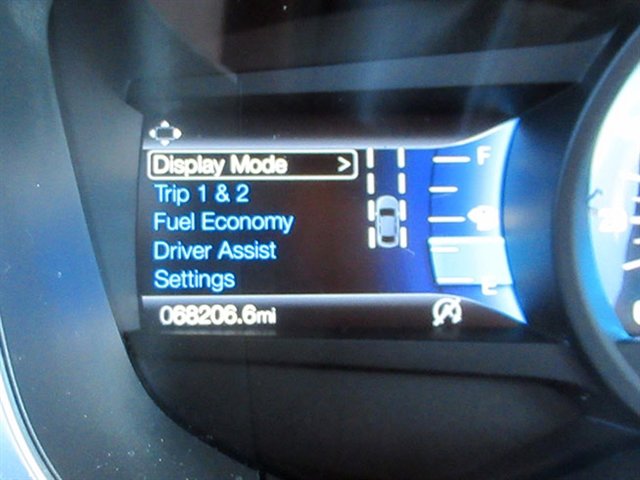 Display Mode >
F
Trip 1 & 2
Fuel Economy
Driver Assist
Settings
E
068206.6mi